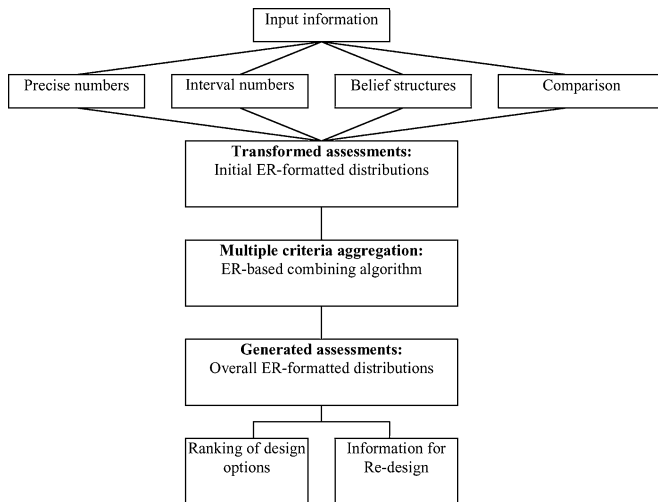 Input information
Precise numbers
Interval numbers
Belief structures
Comparison
Transformed assessments:
Initial ER-formatted distributions
Multiple criteria aggregation:
ER-based combining algorithm
Generated assessments:
Overall ER-formatted distributions
Ranking of design
options
Information for
Re-design